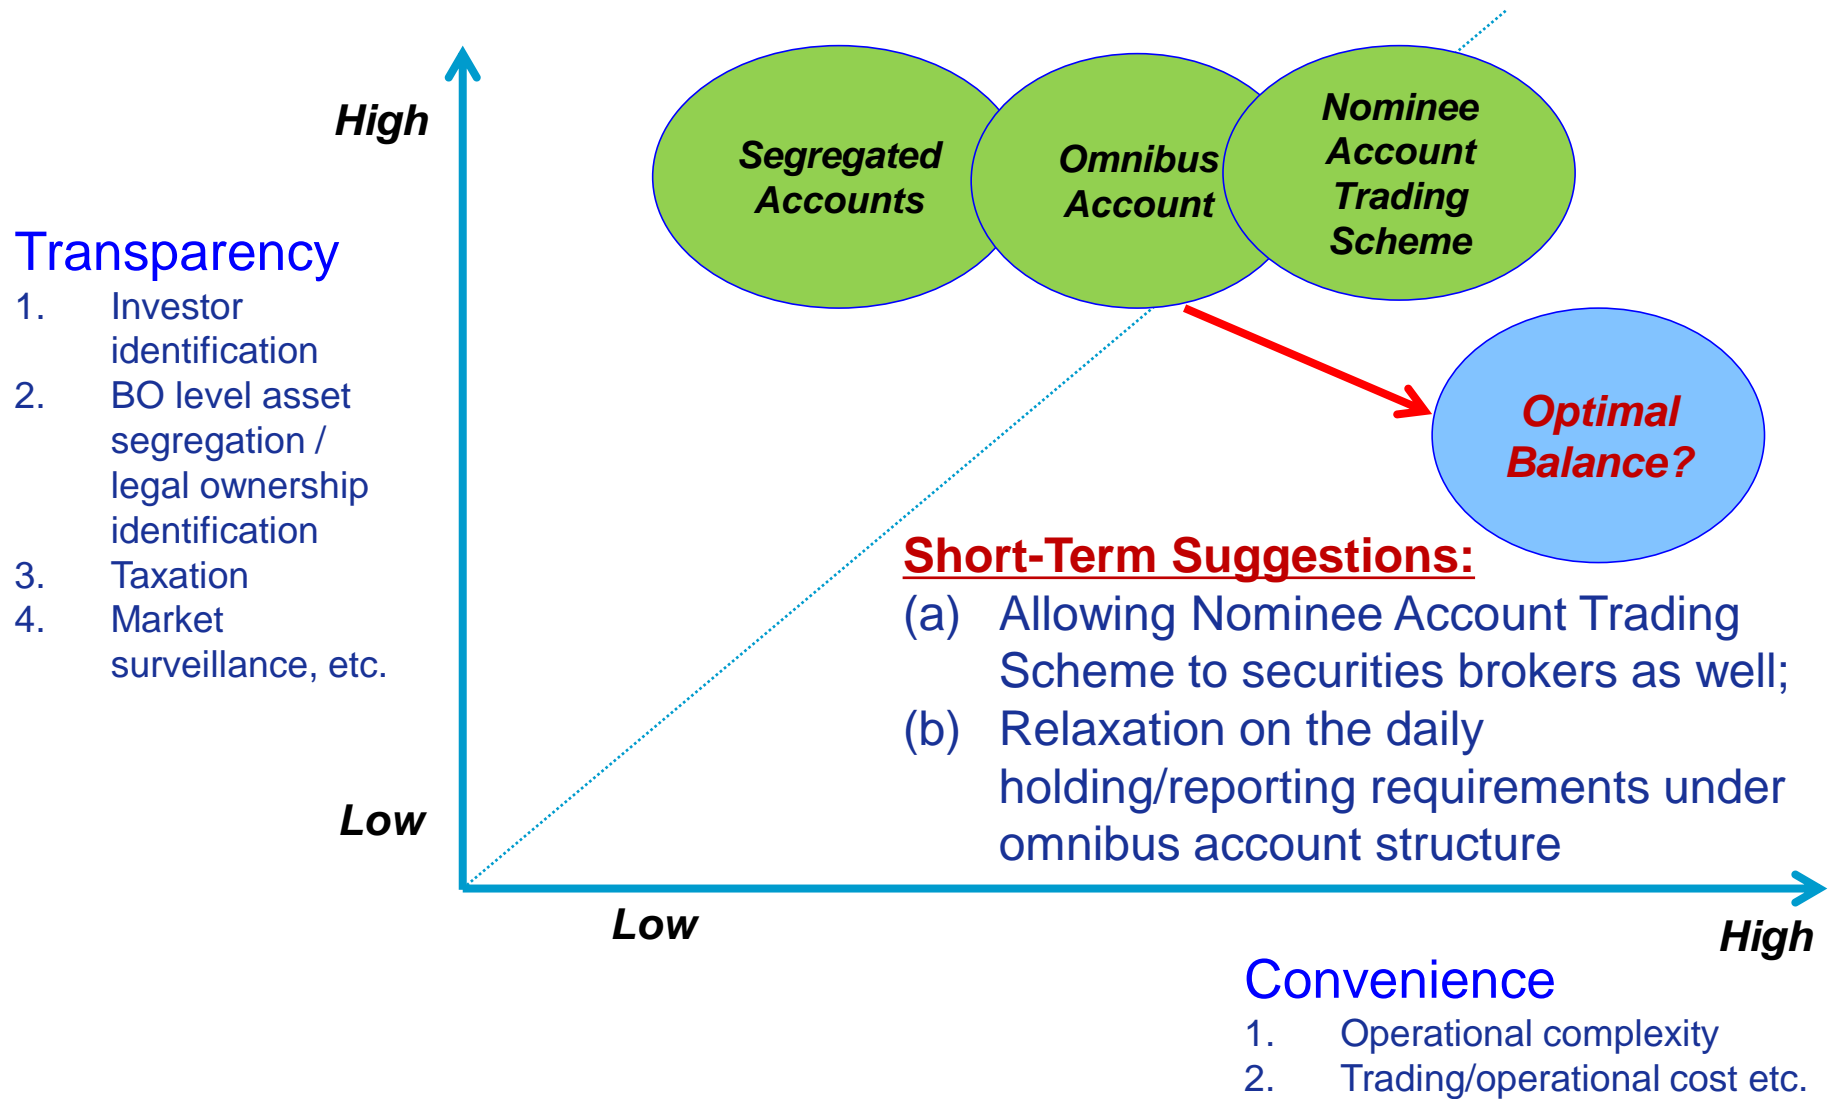 High
Segregated
Accounts
Omnibus
Account
Nominee
Account
Trading
Scheme
Transparency
1. Investor
identification
2. BO level asset
segregation /
legal ownership
identification
3. Taxation
4. Market
surveillance, etc.
Optimal
Balance?
Short-Term Suggestions:
(a) Allowing Nominee Account Trading
Scheme to securities brokers as well;
(b) Relaxation on the daily
holding/reporting requirements under
omnibus account structure
Low
Low
High
Convenience
1. Operational complexity
2. Trading/operational cost etc.